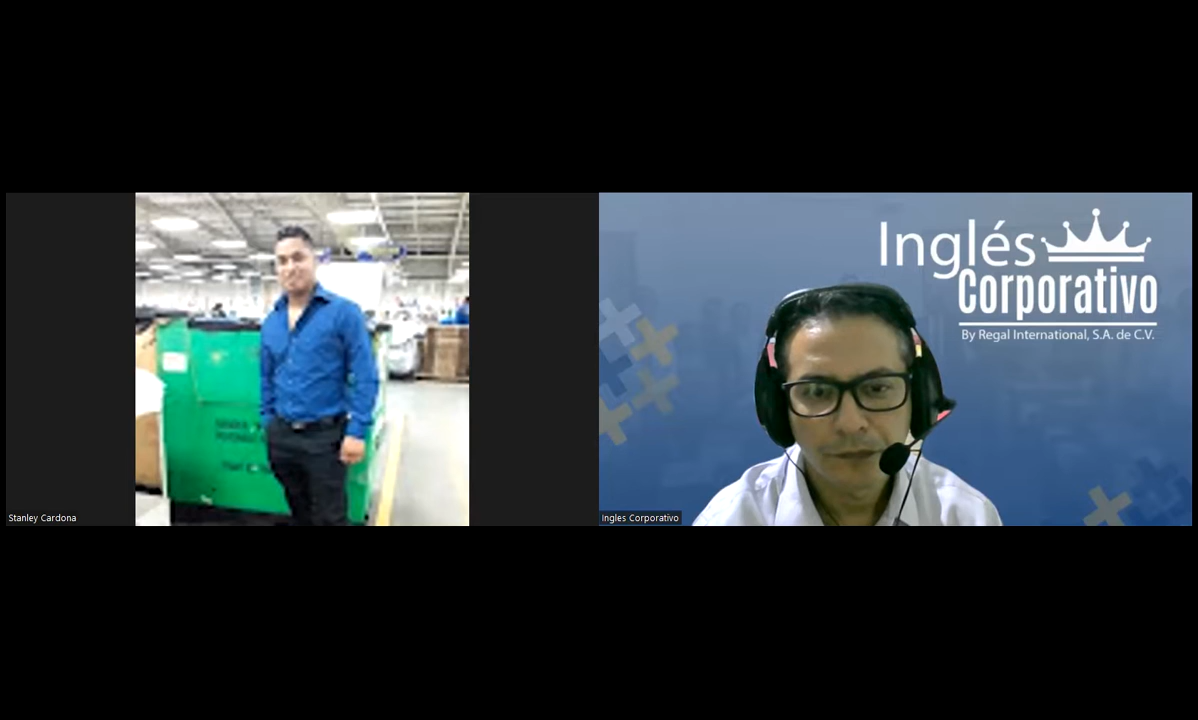 Inglés
Corporativo
By Regal International, S.A. de C.V.
Stanley Cardona
Ingles Corporativo